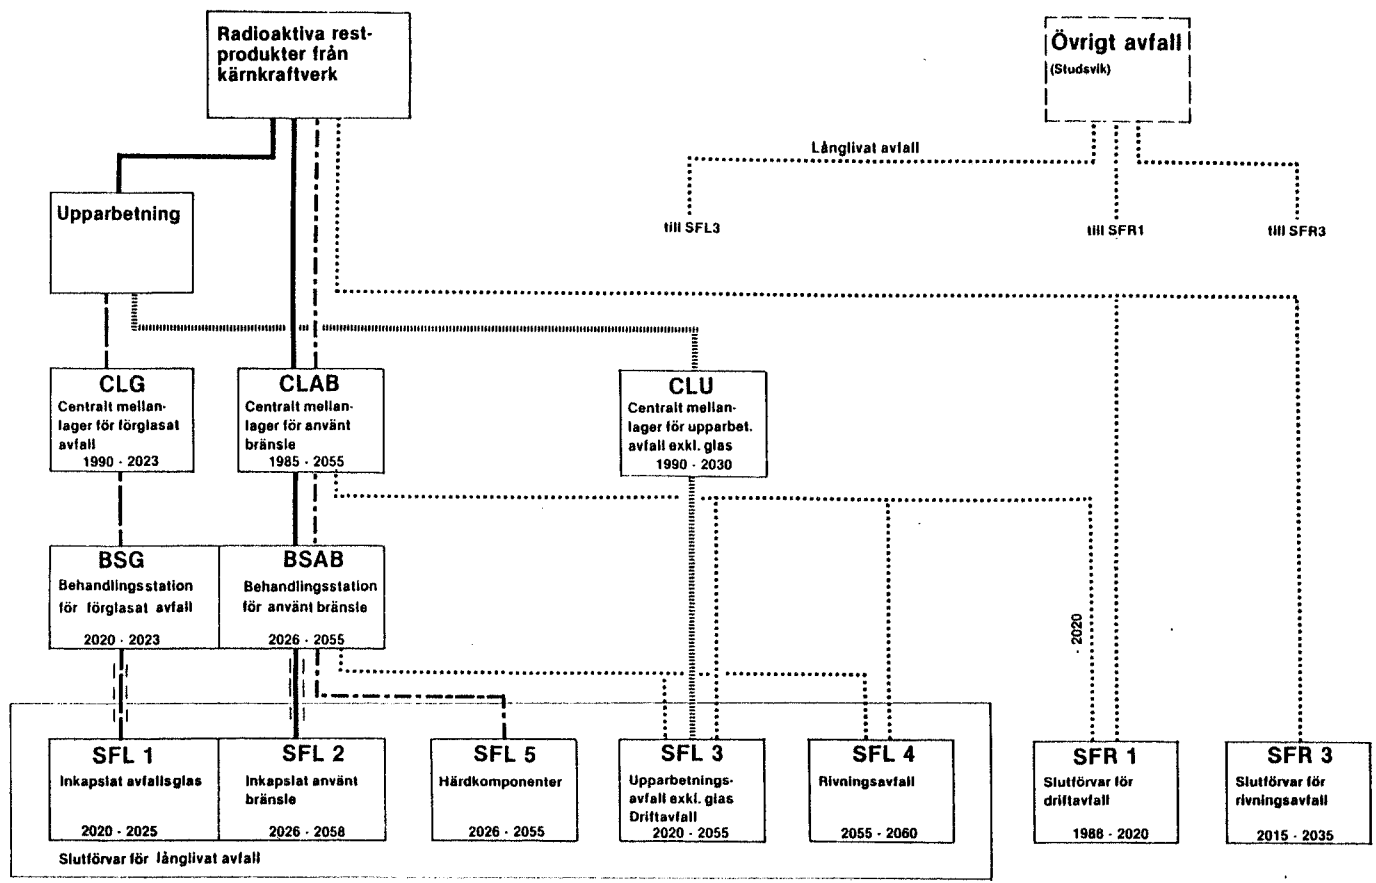 Radioaktiva rest-
produkter från
kärnkraftverk
Övrigt avfall
(Studsvik)
Långlivat avfall
till SFL3
till SFR1
till SFR3
Upparbetning
CLG
Centralt mellan-
lager för förglasat
avfall
1990 - 2023
CLAB
Centralt mellan-
lager för använt
bränsle
1985 - 2055
CLU
Centralt mellan-
lager för upparbet.
avfall exkl. glas
1990 - 2030
BSG
Behandlingsstation
för förglasat avfall
2020 - 2023
BSAB
Behandlingsstation
för använt bränsle
2026 - 2055
- 2020
SFL 1
Inkapslat avfallsglas
2020 - 2025
SFL 2
Inkapslat använt
bränsle
2026 - 2058
SFL 5
Härdkomponenter
2026 - 2055
SFL 3
Upparbetnings-
avfall exkl. glas
Driftavfall
2020 - 2055
SFL 4
Rivningsavfall
2055 - 2060
SFR 1
Slutförvar för
driftavfall
1988 - 2020
SFR 3
Slutförvar för
rivningsavfall
2015 - 2035
Slutförvar för långlivat avfall